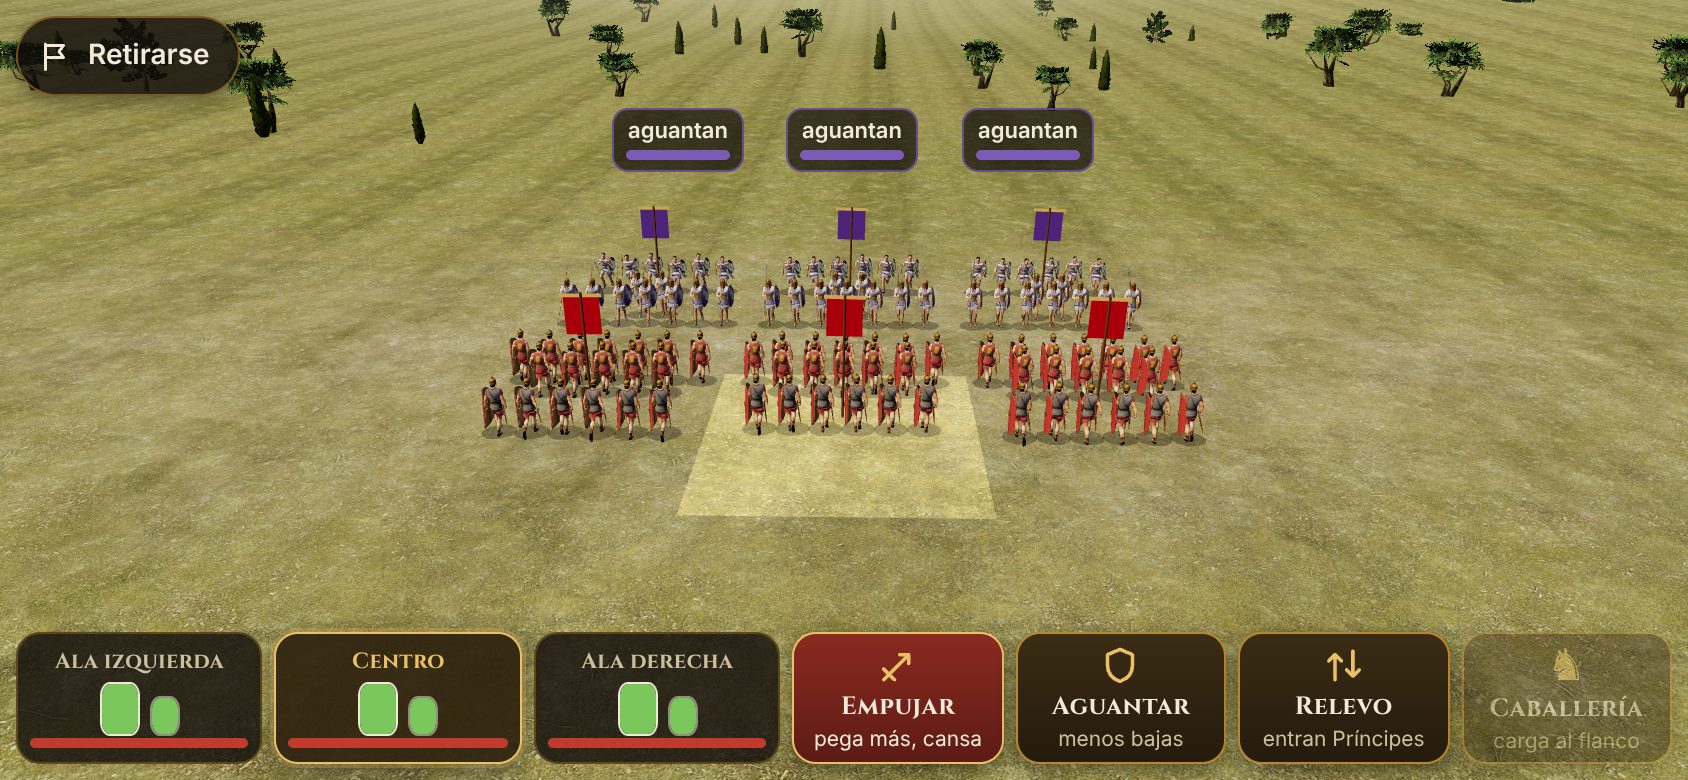 Retirarse
aguantan
aguantan
aguantan
ALA IZQUIERDA
CENTRO
ALA DERECHA
EMPUJAR
pega más, cansa
AGUANTAR
menos bajas
RELEVO
entran Príncipes
CABALLERÍA
carga al flanco